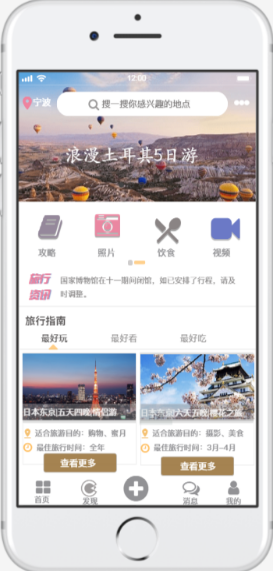 12:00
宁波
搜一搜你感兴趣的地点
浪漫土耳其5日游
攻略 照片 饮食 视频
旅行 国家博物馆在十一期间闭馆，如已安排了行程，请及
资讯 时调整。
旅行指南
最好玩 最好看 最好吃
日本东京|五天四晚|情侣游 日本东京|六天五晚|樱花之旅
适合旅游目的：购物、蜜月 适合旅游目的：摄影、美食
最佳旅行时间：全年 最佳旅行时间：3月-4月
查看更多 查看更多
首页 发现 消息 我的